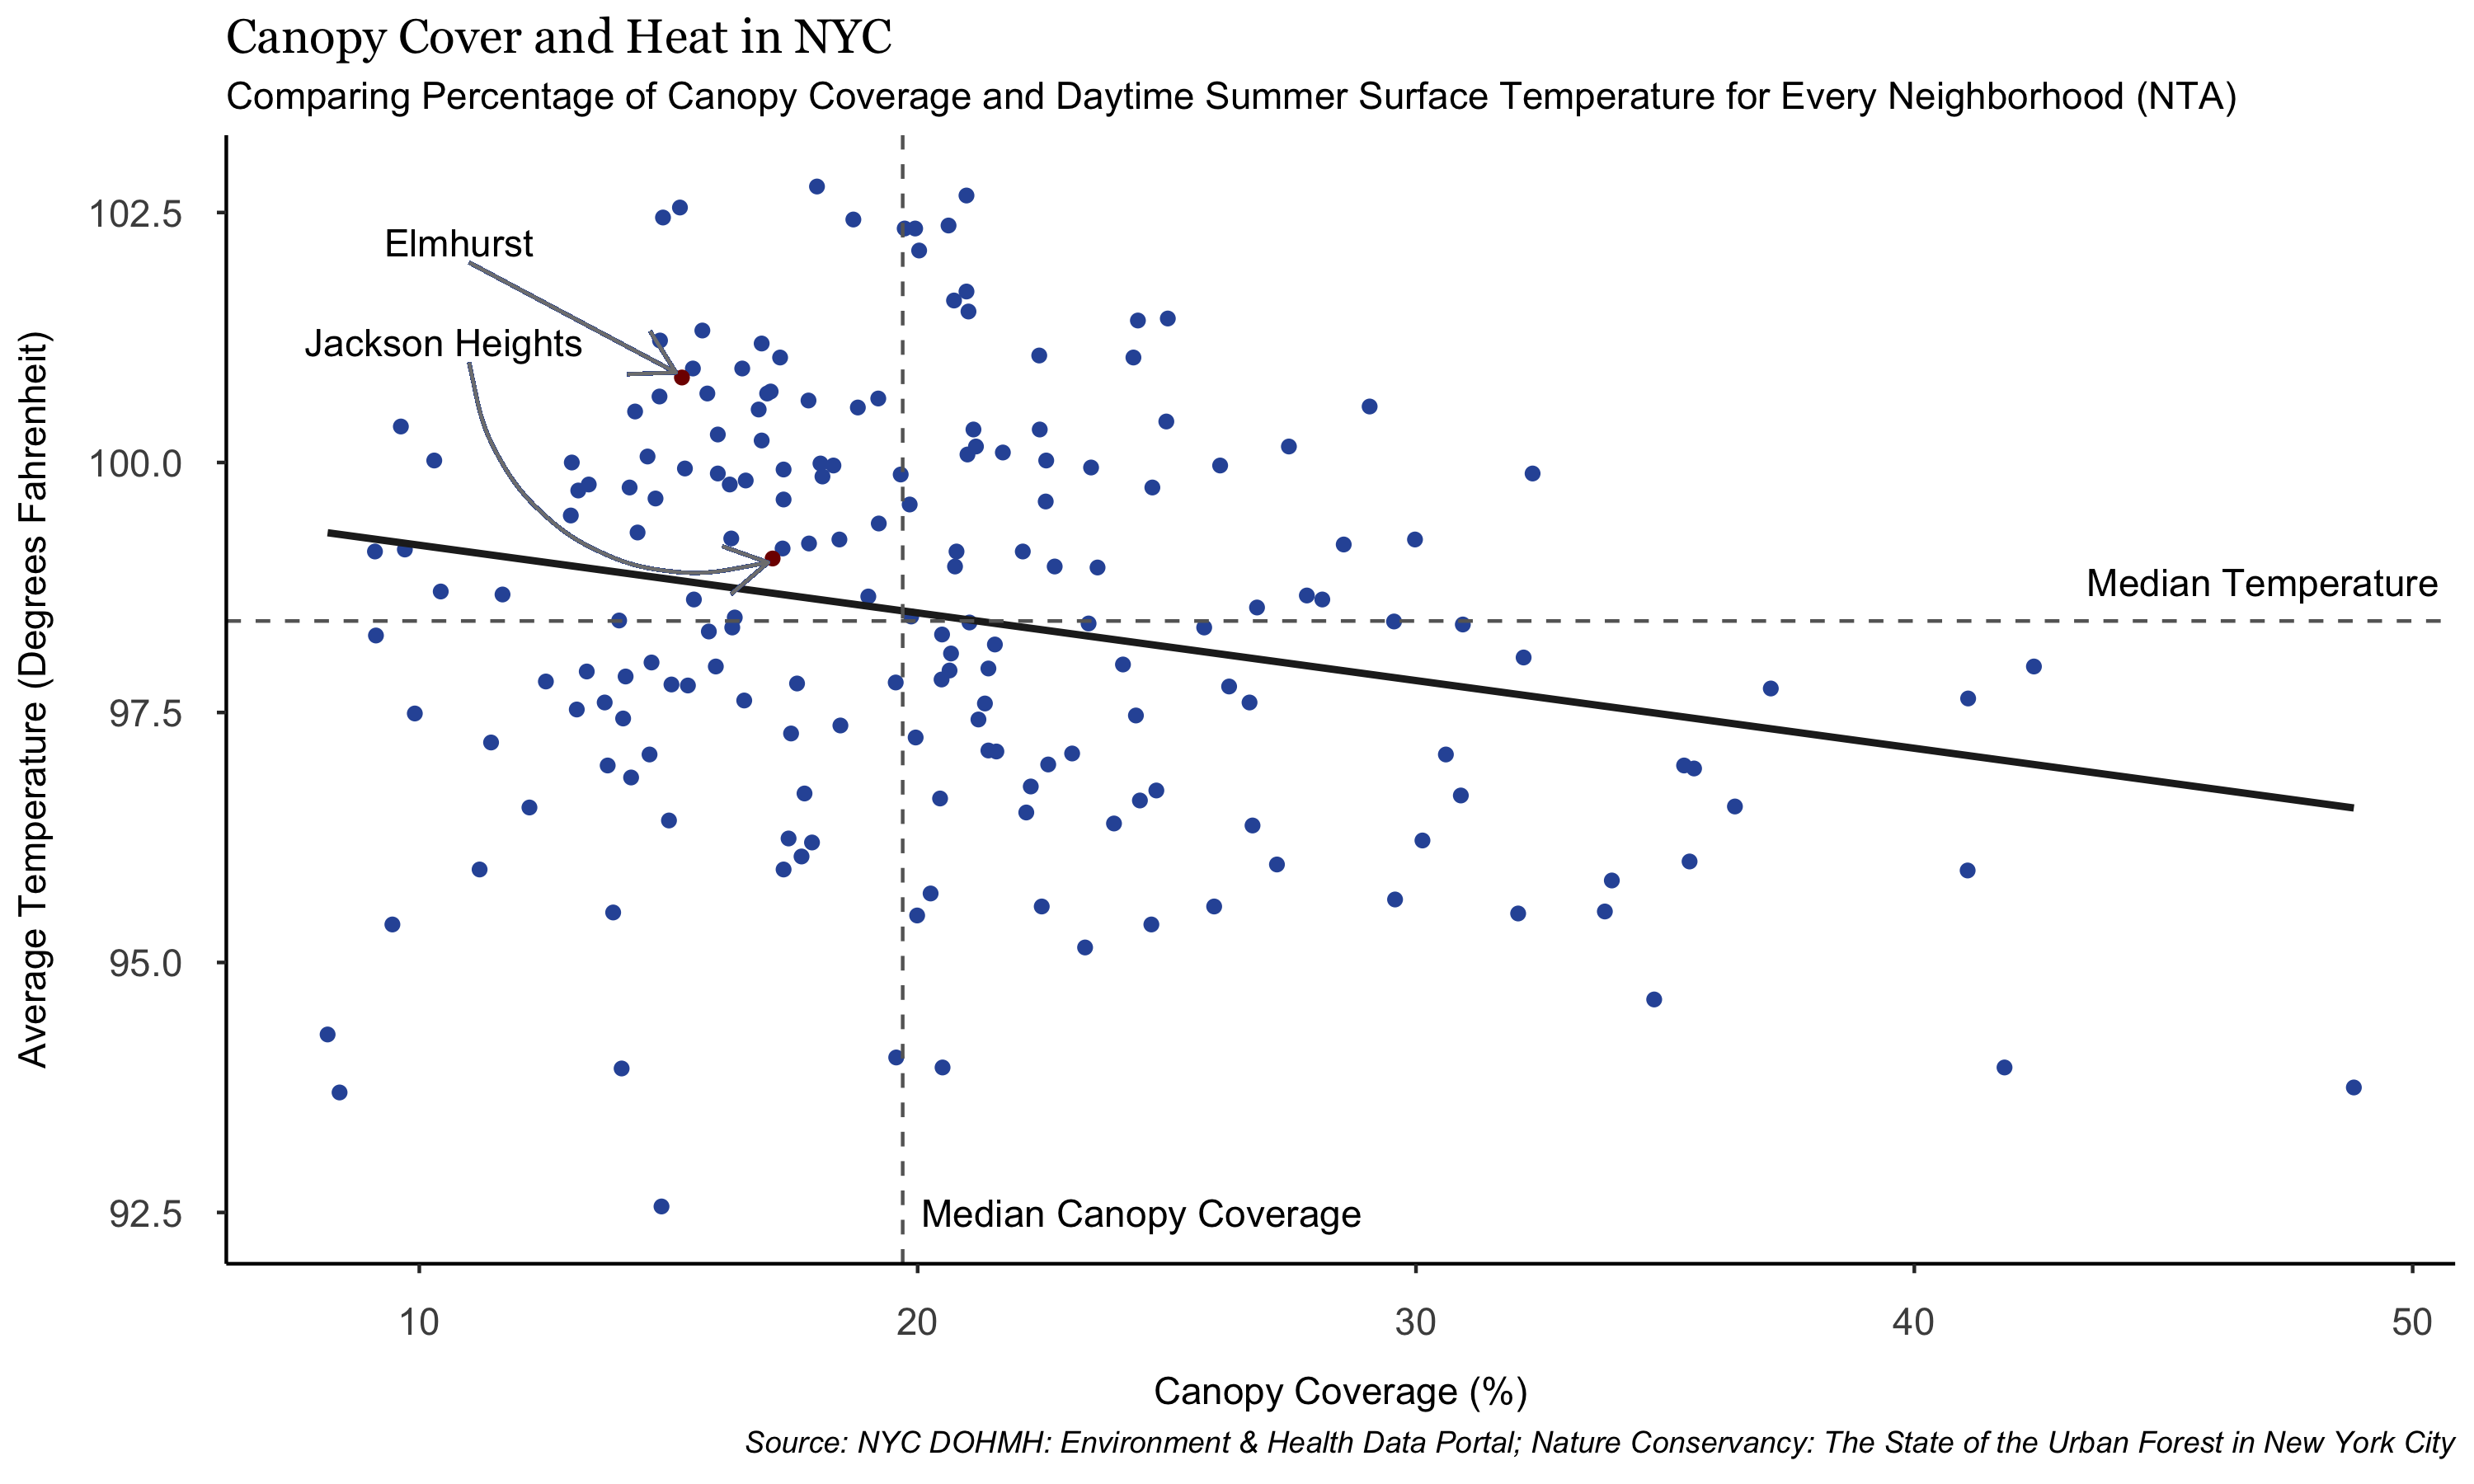 Canopy Cover and Heat in NYC
Comparing Percentage of Canopy Coverage and Daytime Summer Surface Temperature for Every Neighborhood (NTA)
Average Temperature (Degrees Fahrenheit)
102.5
100.0
97.5
95.0
92.5
Elmhurst
Jackson Heights
Median Temperature
Median Canopy Coverage
10
20
30
40
50
Canopy Coverage (%)
Source: NYC DOHMH: Environment & Health Data Portal; Nature Conservancy: The State of the Urban Forest in New York City